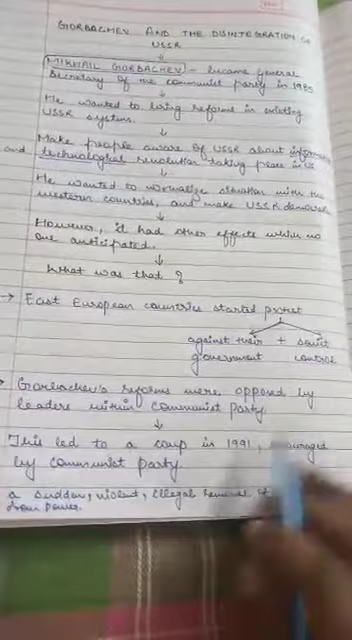 GORBACHEV AND THE DISINTEGRATION OF
USSR
↓
MIKHAIL GORBACHEV - became General
Secretary of the communist party in 1985
↓
He wanted to bring reforms in existing
USSR system.
↓
Make people aware of USSR about information
and technological revolution taking place in
↓
He wanted to normalize situation with the
western countries, and make USSR
↓
However, it had other effects which no
one anticipated.
↓
What was that ?
→ East European countries started protest
against their + soviet
government control
Gorbachev's reforms were opposed by
leaders within Communist Party.
↓
This led to a coup in 1991,
by communist party.
a sudden, violent, illegal removal
from power.